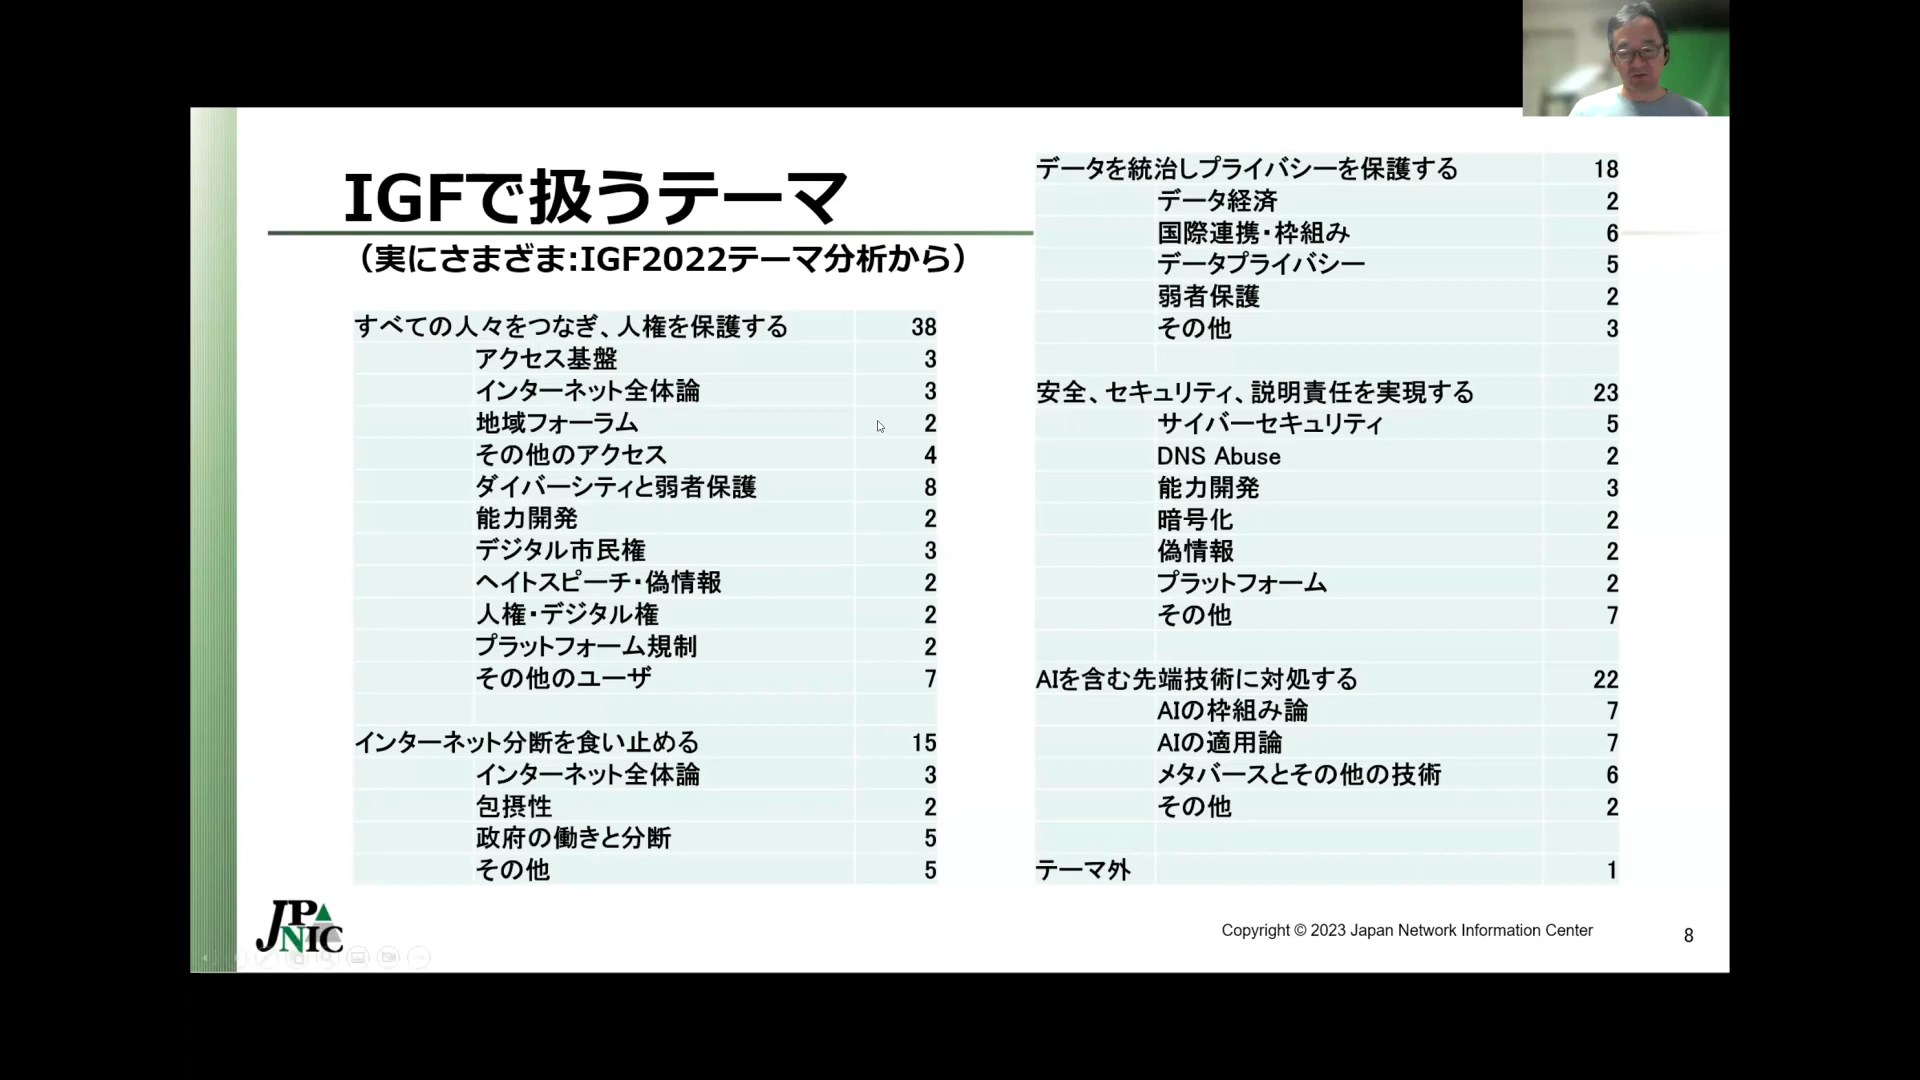 IGFで扱うテーマ
（実にさまざま:IGF2022テーマ分析から）
すべての人々をつなぎ、人権を保護する 38
アクセス基盤 3
インターネット全体論 3
地域フォーラム 2
その他のアクセス 4
ダイバーシティと弱者保護 8
能力開発 2
デジタル市民権 3
ヘイトスピーチ・偽情報 2
人権・デジタル権 2
プラットフォーム規制 2
その他のユーザ 7
インターネット分断を食い止める 15
インターネット全体論 3
包摂性 2
政府の働きと分断 5
その他 5
データを統治しプライバシーを保護する 18
データ経済 2
国際連携・枠組み 6
データプライバシー 5
弱者保護 2
その他 3
安全、セキュリティ、説明責任を実現する 23
サイバーセキュリティ 5
DNS Abuse 2
能力開発 3
暗号化 2
偽情報 2
プラットフォーム 2
その他 7
AIを含む先端技術に対処する 22
AIの枠組み論 7
AIの適用論 7
メタバースとその他の技術 6
その他 2
テーマ外 1
JPNIC
Copyright © 2023 Japan Network Information Center
8